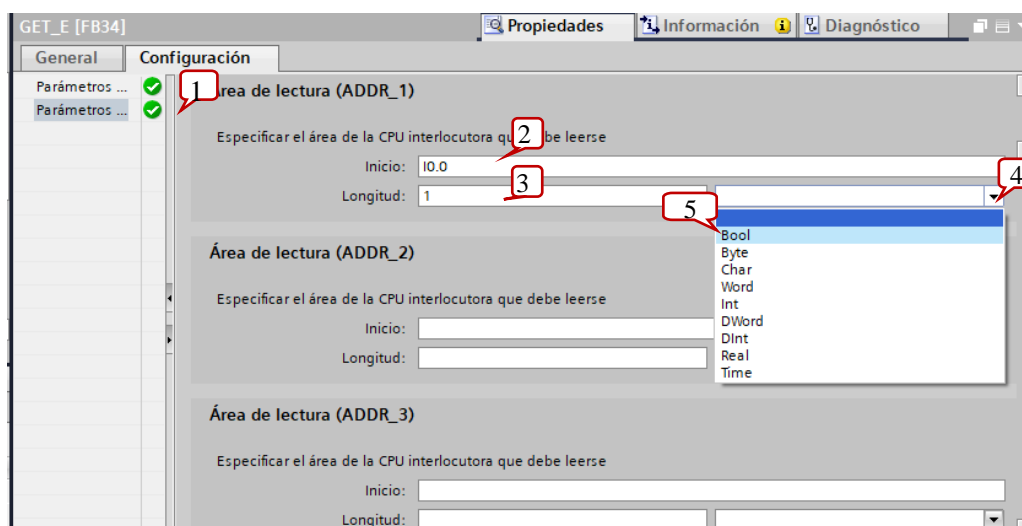 GET_E [FB34]
Propiedades
Información
Diagnóstico
General
Configuración
Parámetros ...
Parámetros ...
1
Área de lectura (ADDR_1)
Especificar el área de la CPU interlocutora be leerse
2
Inicio:
I0.0
3
4
Longitud:
1
5
Bool
Byte
Char
Word
Int
DWord
DInt
Real
Time
Área de lectura (ADDR_2)
Especificar el área de la CPU interlocutora que debe leerse
Inicio:
Longitud:
Área de lectura (ADDR_3)
Especificar el área de la CPU interlocutora que debe leerse
Inicio:
Longitud: